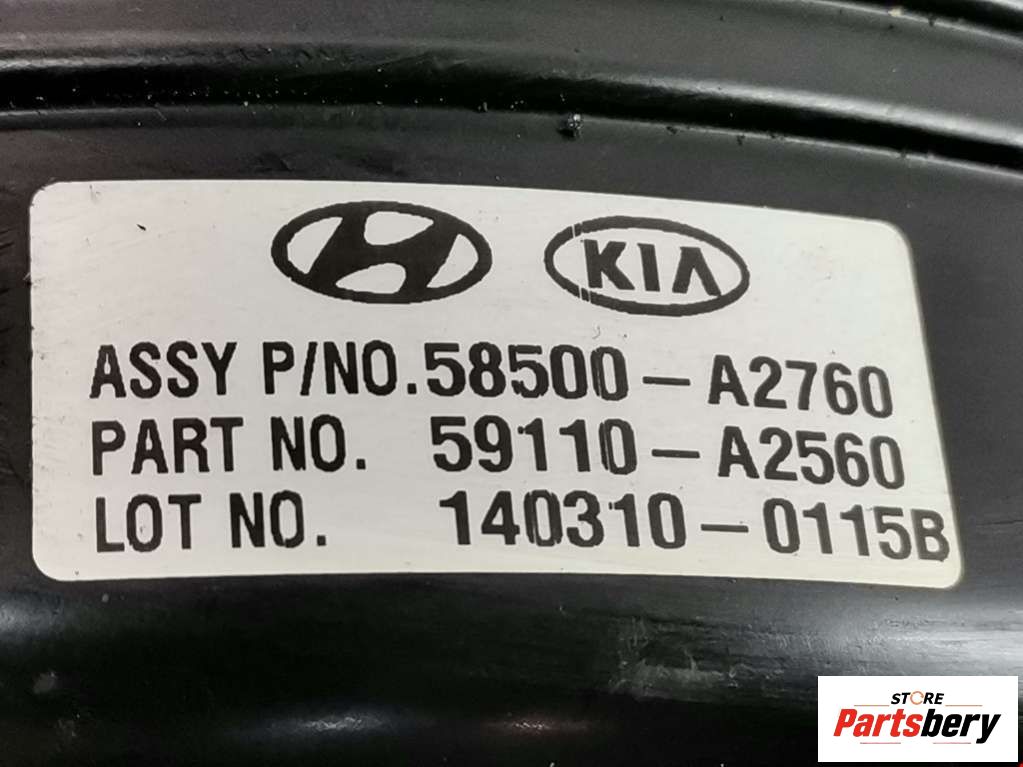 KIA
ASSY P/NO. 58500-A2760
PART NO. 59110-A2560
LOT NO. 140310-0115B
STORE
Partsbery